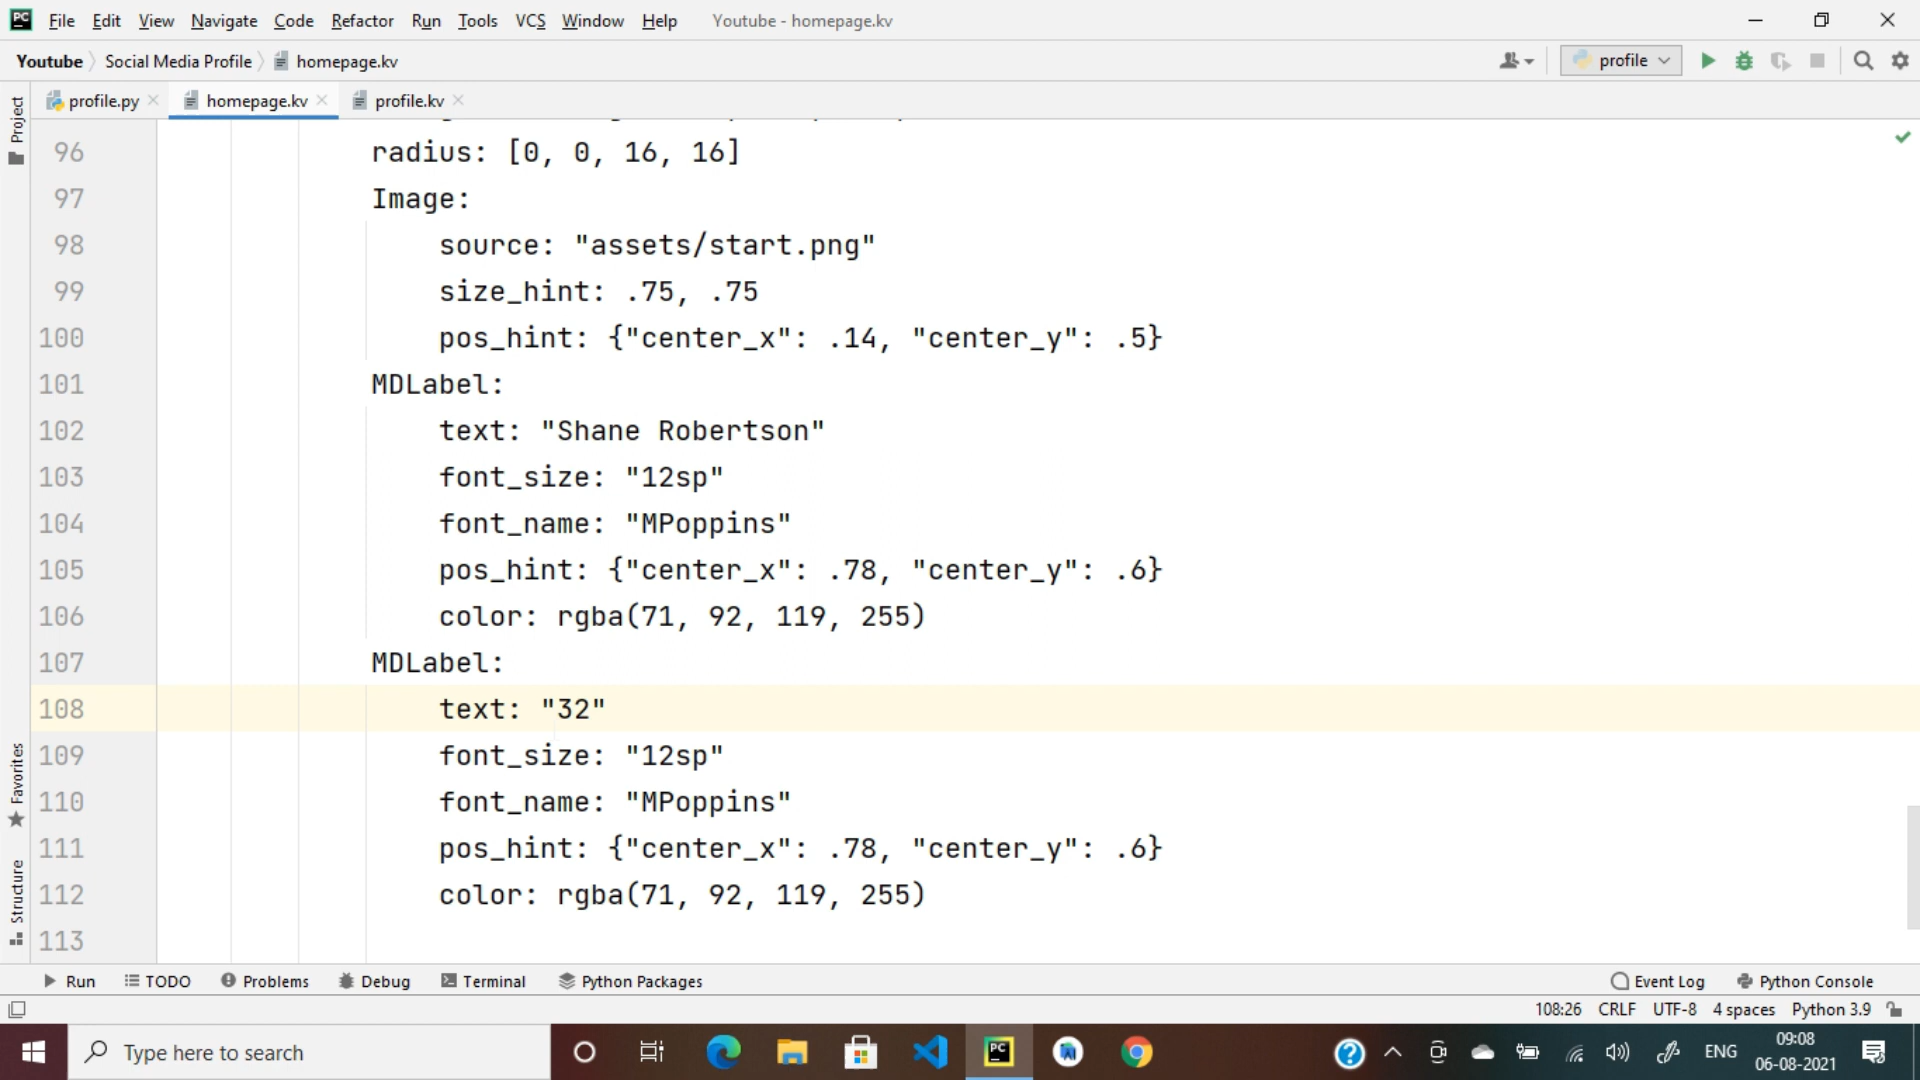 PC File Edit View Navigate Code Refactor Run Tools VCS Window Help Youtube - homepage.kv
Youtube Social Media Profile homepage.kv profile
profile.py homepage.kv profile.kv
Project
96 radius: [0, 0, 16, 16]
97 Image:
98 source: "assets/start.png"
99 size_hint: .75, .75
100 pos_hint: {"center_x": .14, "center_y": .5}
101 MDLabel:
102 text: "Shane Robertson"
103 font_size: "12sp"
104 font_name: "MPoppins"
105 pos_hint: {"center_x": .78, "center_y": .6}
106 color: rgba(71, 92, 119, 255)
107 MDLabel:
108 text: "32"
109 font_size: "12sp"
110 font_name: "MPoppins"
111 pos_hint: {"center_x": .78, "center_y": .6}
112 color: rgba(71, 92, 119, 255)
113
Favorites
Structure
Run TODO Problems Debug Terminal Python Packages Event Log Python Console
108:26 CRLF UTF-8 4 spaces Python 3.9
Type here to search PC ENG 09:08
06-08-2021